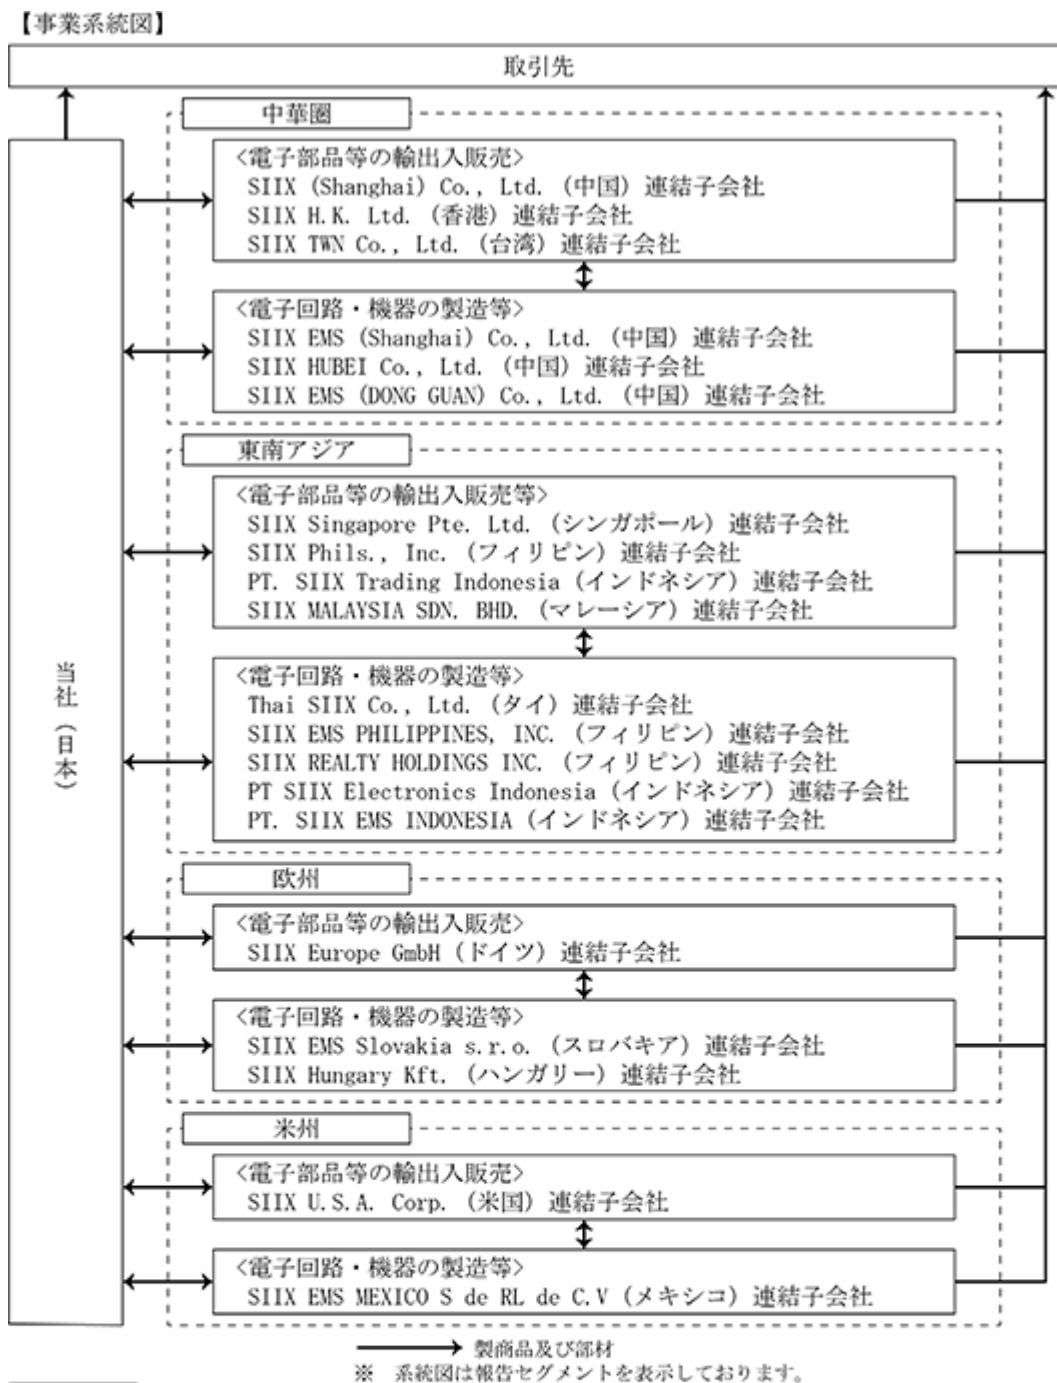 【事業系統図】
取引先
中華圏
<電子部品等の輸出入販売>
SIIX (Shanghai) Co., Ltd. (中国) 連結子会社
SIIX H.K. Ltd. (香港) 連結子会社
SIIX TWN Co., Ltd. (台湾) 連結子会社
<電子回路・機器の製造等>
SIIX EMS (Shanghai) Co., Ltd. (中国) 連結子会社
SIIX HUBEI Co., Ltd. (中国) 連結子会社
SIIX EMS (DONG GUAN) Co., Ltd. (中国) 連結子会社
東南アジア
<電子部品等の輸出入販売等>
SIIX Singapore Pte. Ltd. (シンガポール) 連結子会社
SIIX Phils., Inc. (フィリピン) 連結子会社
PT. SIIX Trading Indonesia (インドネシア) 連結子会社
SIIX MALAYSIA SDN. BHD. (マレーシア) 連結子会社
当社(日本)
<電子回路・機器の製造等>
Thai SIIX Co., Ltd. (タイ) 連結子会社
SIIX EMS PHILIPPINES, INC. (フィリピン) 連結子会社
SIIX REALTY HOLDINGS INC. (フィリピン) 連結子会社
PT SIIX Electronics Indonesia (インドネシア) 連結子会社
PT. SIIX EMS INDONESIA (インドネシア) 連結子会社
欧州
<電子部品等の輸出入販売>
SIIX Europe GmbH (ドイツ) 連結子会社
<電子回路・機器の製造等>
SIIX EMS Slovakia s.r.o. (スロバキア) 連結子会社
SIIX Hungary Kft. (ハンガリー) 連結子会社
米州
<電子部品等の輸出入販売>
SIIX U.S.A. Corp. (米国) 連結子会社
<電子回路・機器の製造等>
SIIX EMS MEXICO S de RL de C.V (メキシコ) 連結子会社
製商品及び部材
※ 系統図は報告セグメントを表示しております。